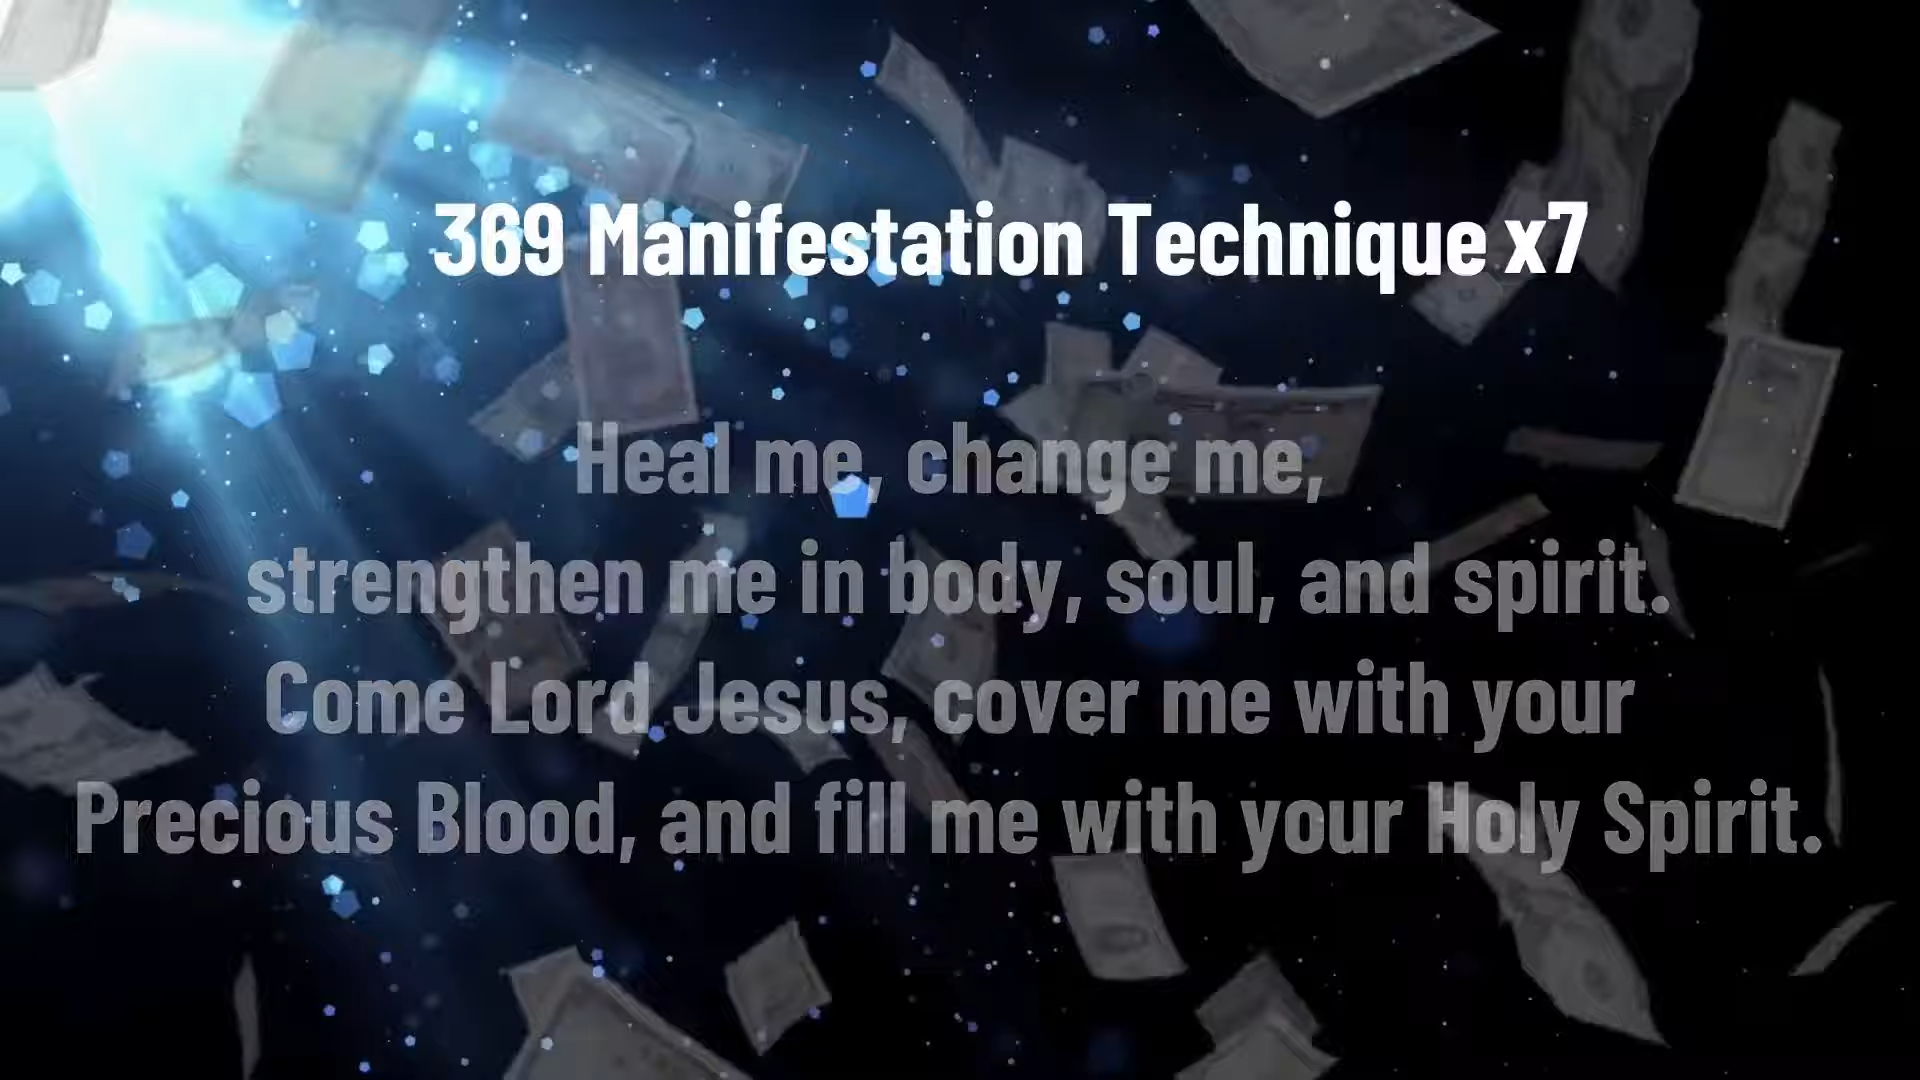 369 Manifestation Technique x7
Heal me, change me,
strengthen me in body, soul, and spirit.
Come Lord Jesus, cover me with your
Precious Blood, and fill me with your Holy Spirit.